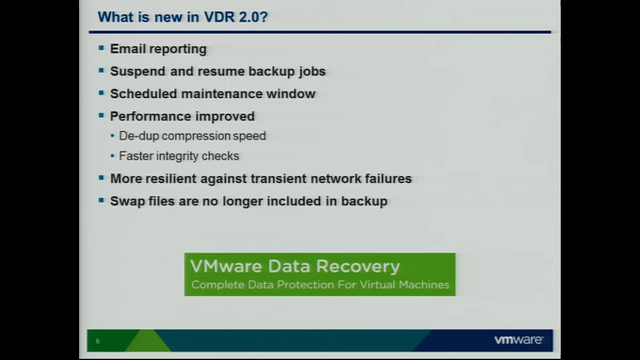 What is new in VDR 2.0?
Email reporting
Suspend and resume backup jobs
Scheduled maintenance window
Performance improved
De-dup compression speed
Faster integrity checks
More resilient against transient network failures
Swap files are no longer included in backup
VMware Data Recovery
Complete Data Protection For Virtual Machines
6
vmware